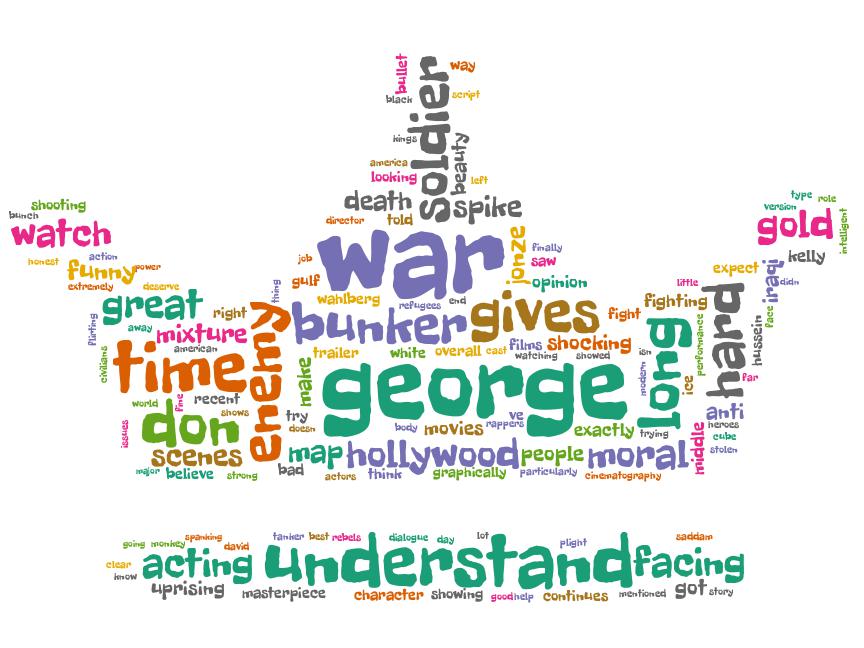 bullet
way
black
soldier
script
kings
beauty
america
looking
left
death
spike
director
told
shooting
bunch
watch
honest
action
funny
power
extremely
deserve
type
role
version
gold
intelligent
kelly
expect
iraqi
didn
war
jonze
finally
saw
job
gulf
opinion
thing
wahlberg
refugees
end
little
fighting
great
right
bunker
gives
fight
flirting
away
mixture
american
enemy
trailer
white
overall
cast
films
shocking
watching
showed
isn
long
hard
performance
face
hussein
civilians
time
make
george
modern
ice
far
world
fine
recent
shows
don
issues
try
doesn
body
movies
ve
rappers
exactly
trying
anti
heroes
cube
stolen
middle
scenes
map
hollywood
people
moral
major
believe
strong
bad
actors
think
graphically
particularly
cinematography
going
monkey
spanking
david
tanker
best
rebels
dialogue
day
lot
plight
saddam
clear
know
acting
understand
facing
uprising
masterpiece
character
showing
good
help
continues
mentioned
got
story